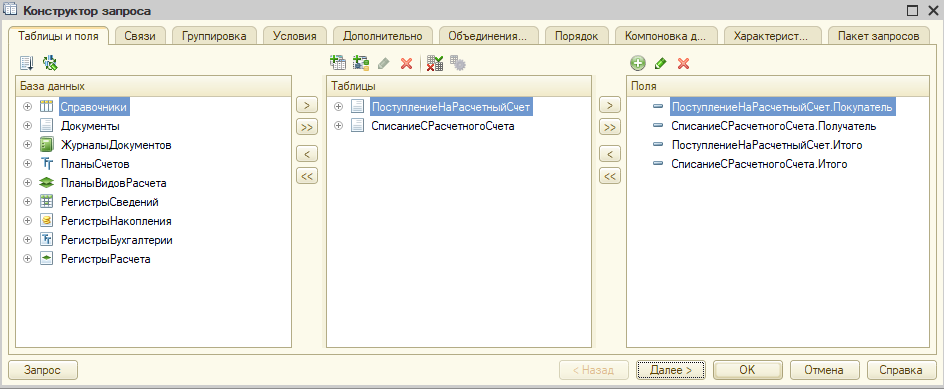 Конструктор запроса
Таблицы и поля
Связи
Группировка
Условия
Дополнительно
Объединения...
Порядок
Компоновка д...
Характерист...
Пакет запросов
База данных
Справочники
Документы
ЖурналыДокументов
ПланыСчетов
ПланыВидовРасчета
РегистрыСведений
РегистрыНакопления
РегистрыБухгалтерии
РегистрыРасчета
>
>>
<
<<
Таблицы
ПоступлениеНаРасчетныйСчет
СписаниеСРасчетногоСчета
>
>>
<
<<
Поля
ПоступлениеНаРасчетныйСчет.Покупатель
СписаниеСРасчетногоСчета.Получатель
ПоступлениеНаРасчетныйСчет.Итого
СписаниеСРасчетногоСчета.Итого
Запрос
< Назад
Далее >
OK
Отмена
Справка